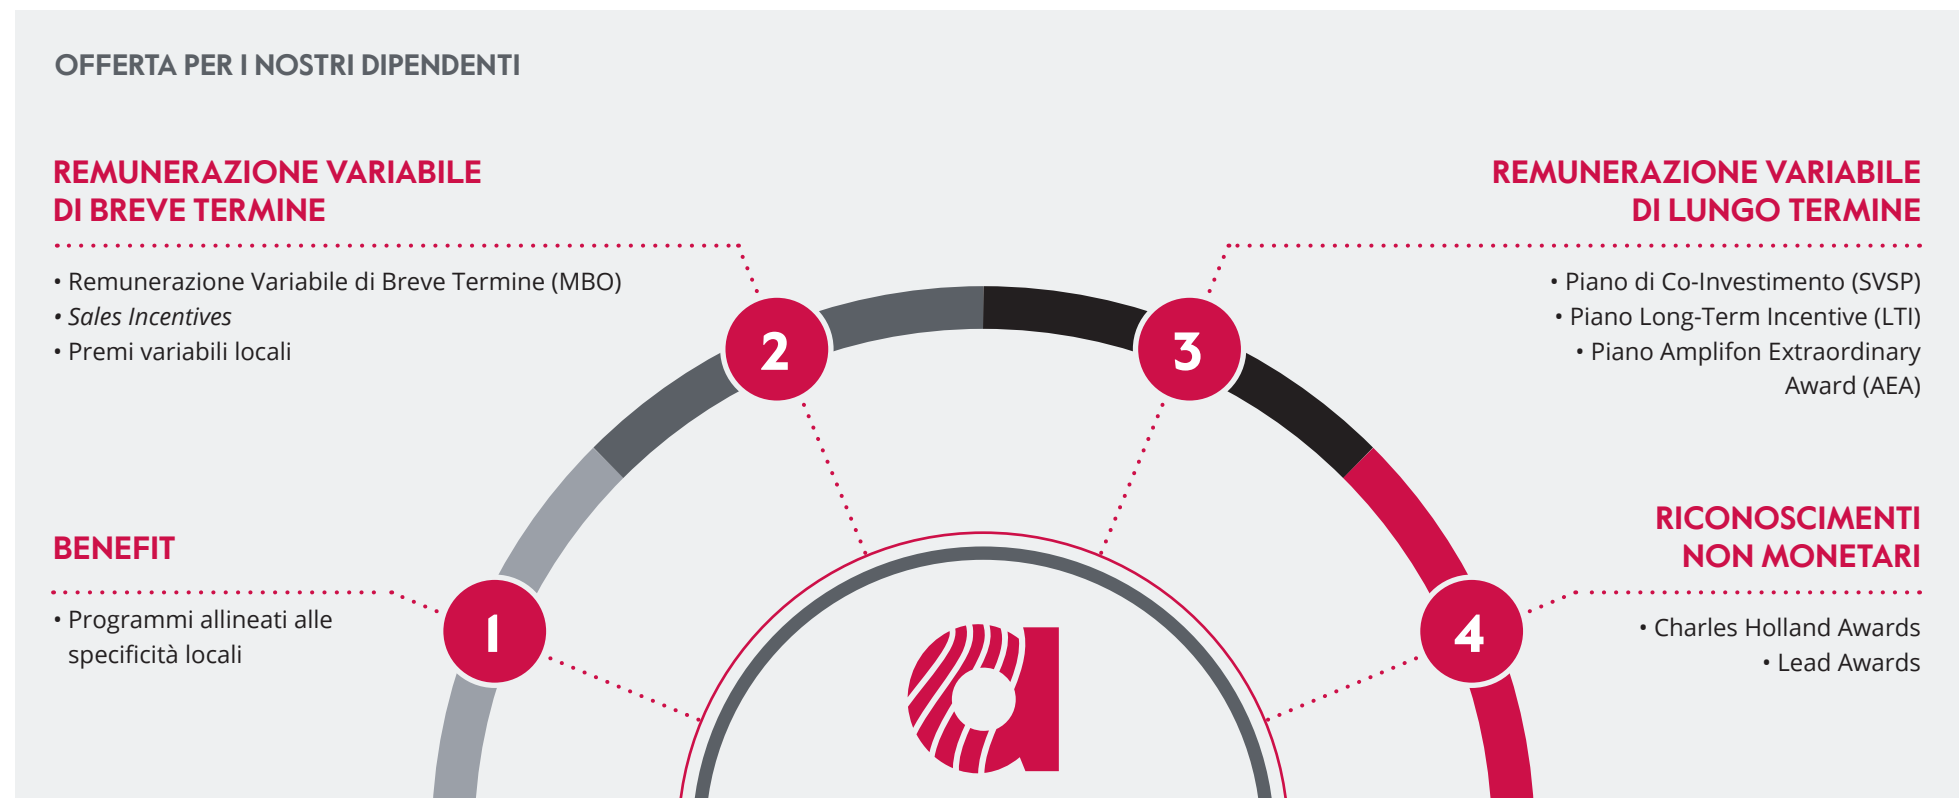 OFFERTA PER I NOSTRI DIPENDENTI
REMUNERAZIONE VARIABILE
DI BREVE TERMINE
• Remunerazione Variabile di Breve Termine (MBO)
• Sales Incentives
• Premi variabili locali
REMUNERAZIONE VARIABILE
DI LUNGO TERMINE
• Piano di Co-Investimento (SVSP)
• Piano Long-Term Incentive (LTI)
• Piano Amplifon Extraordinary
Award (AEA)
2
3
BENEFIT
• Programmi allineati alle
specificità locali
1
RICONOSCIMENTI
NON MONETARI
• Charles Holland Awards
• Lead Awards
4
a